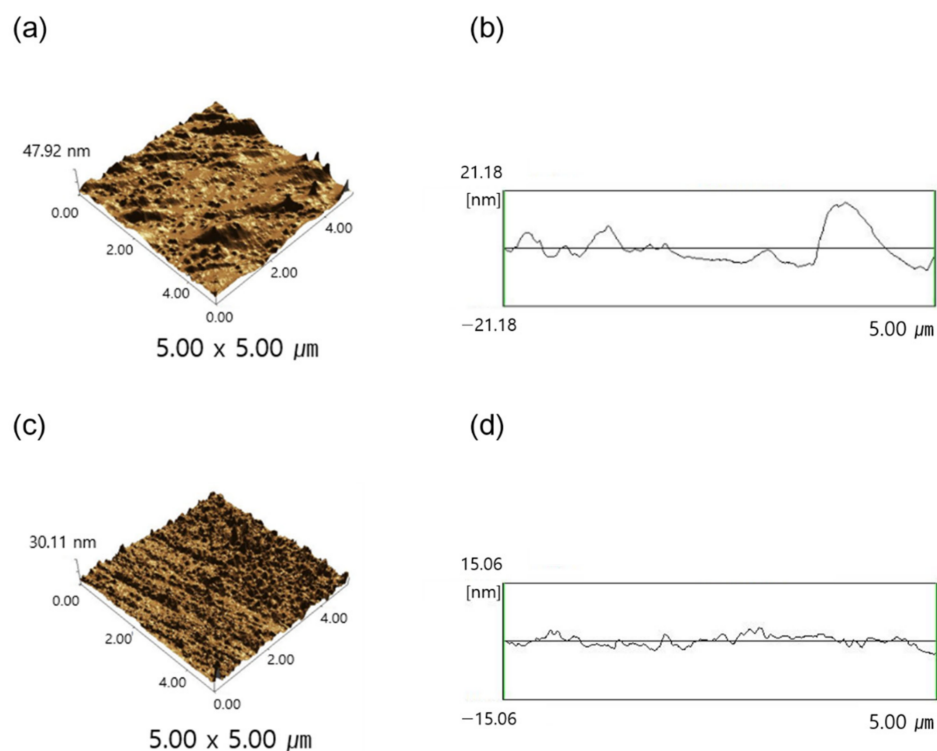 (a)
47.92 nm
0.00
2.00
4.00
0.00
2.00
4.00
5.00 x 5.00 ㎛
(b)
21.18
[nm]
−21.18
5.00 ㎛
(c)
30.11 nm
0.00
2.00
4.00
0.00
2.00
4.00
5.00 x 5.00 ㎛
(d)
15.06
[nm]
−15.06
5.00 ㎛